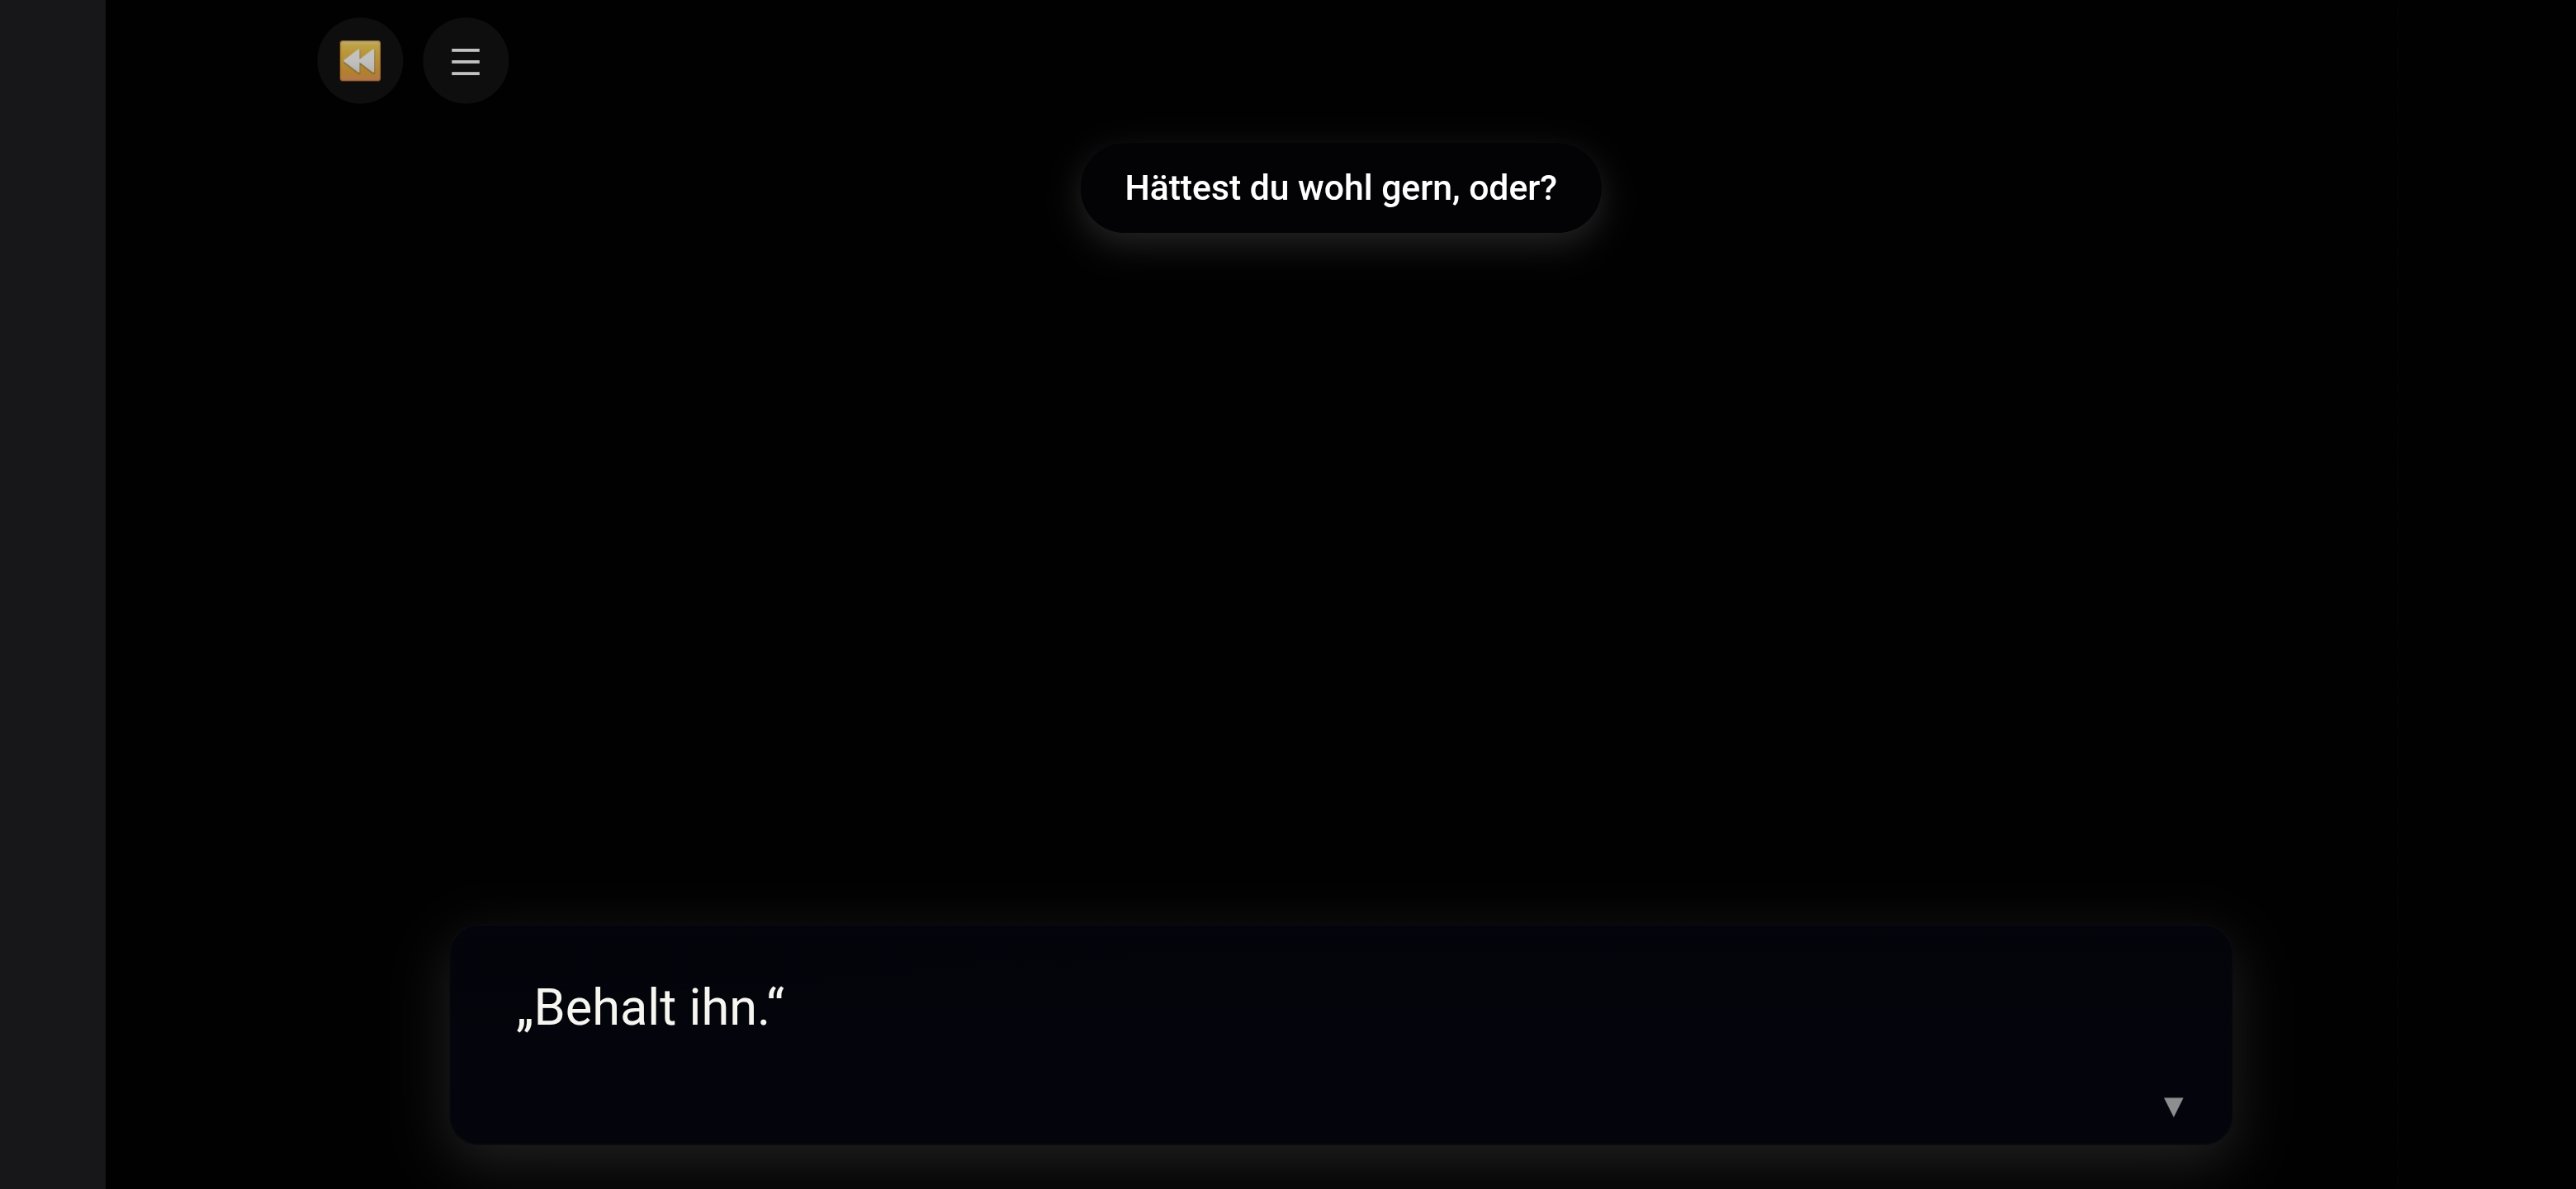 Hättest du wohl gern, oder?
„Behalt ihn.“